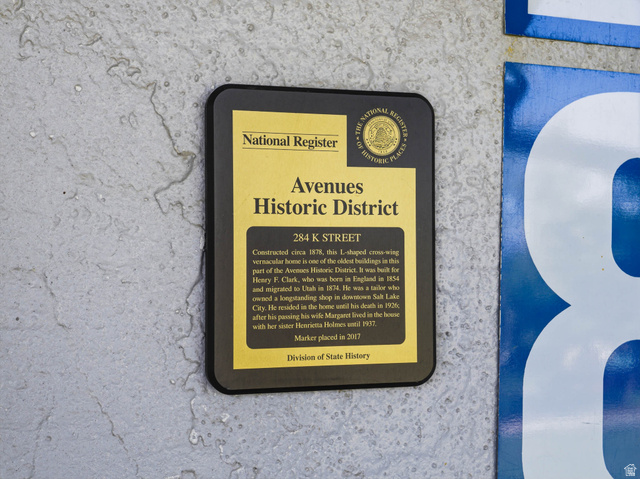 National Register
THE NATIONAL REGISTER
OF HISTORIC PLACES
Avenues
Historic District
284 K STREET
Constructed circa 1878, this L-shaped cross-wing
vernacular home is one of the oldest buildings in this
part of the Avenues Historic District. It was built for
Henry F. Clark, who was born in England in 1854
and migrated to Utah in 1874. He was a tailor who
owned a longstanding shop in downtown Salt Lake
City. He resided in the home until his death in 1926;
after his passing his wife Margaret lived in the house
with her sister Henrietta Holmes until 1937.
Marker placed in 2017
Division of State History
8